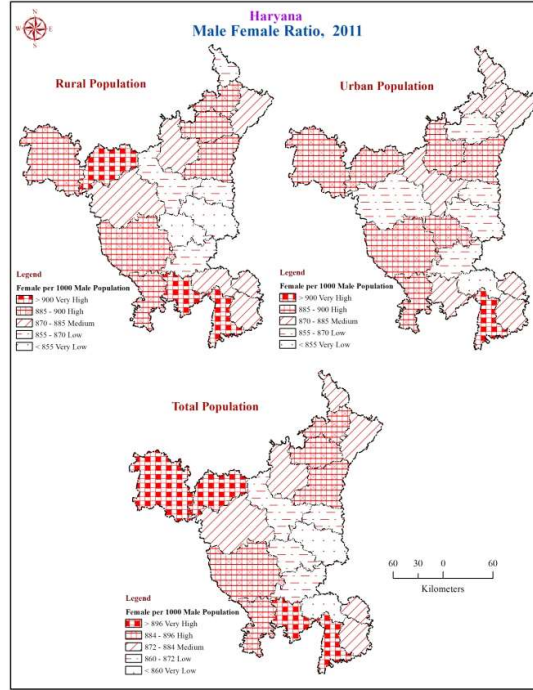 Haryana
Male Female Ratio, 2011
N
W
E
S
Rural Population
Urban Population
Legend
Female per 1000 Male Population
> 900 Very High
885 - 900 High
870 - 885 Medium
855 - 870 Low
< 855 Very Low
Legend
Female per 1000 Male Population
> 900 Very High
885 - 900 High
870 - 885 Medium
855 - 870 Low
< 855 Very Low
Total Population
Legend
Female per 1000 Male Population
> 896 Very High
884 - 896 High
872 - 884 Medium
860 - 872 Low
< 860 Very Low
60 0 60
Kilometers